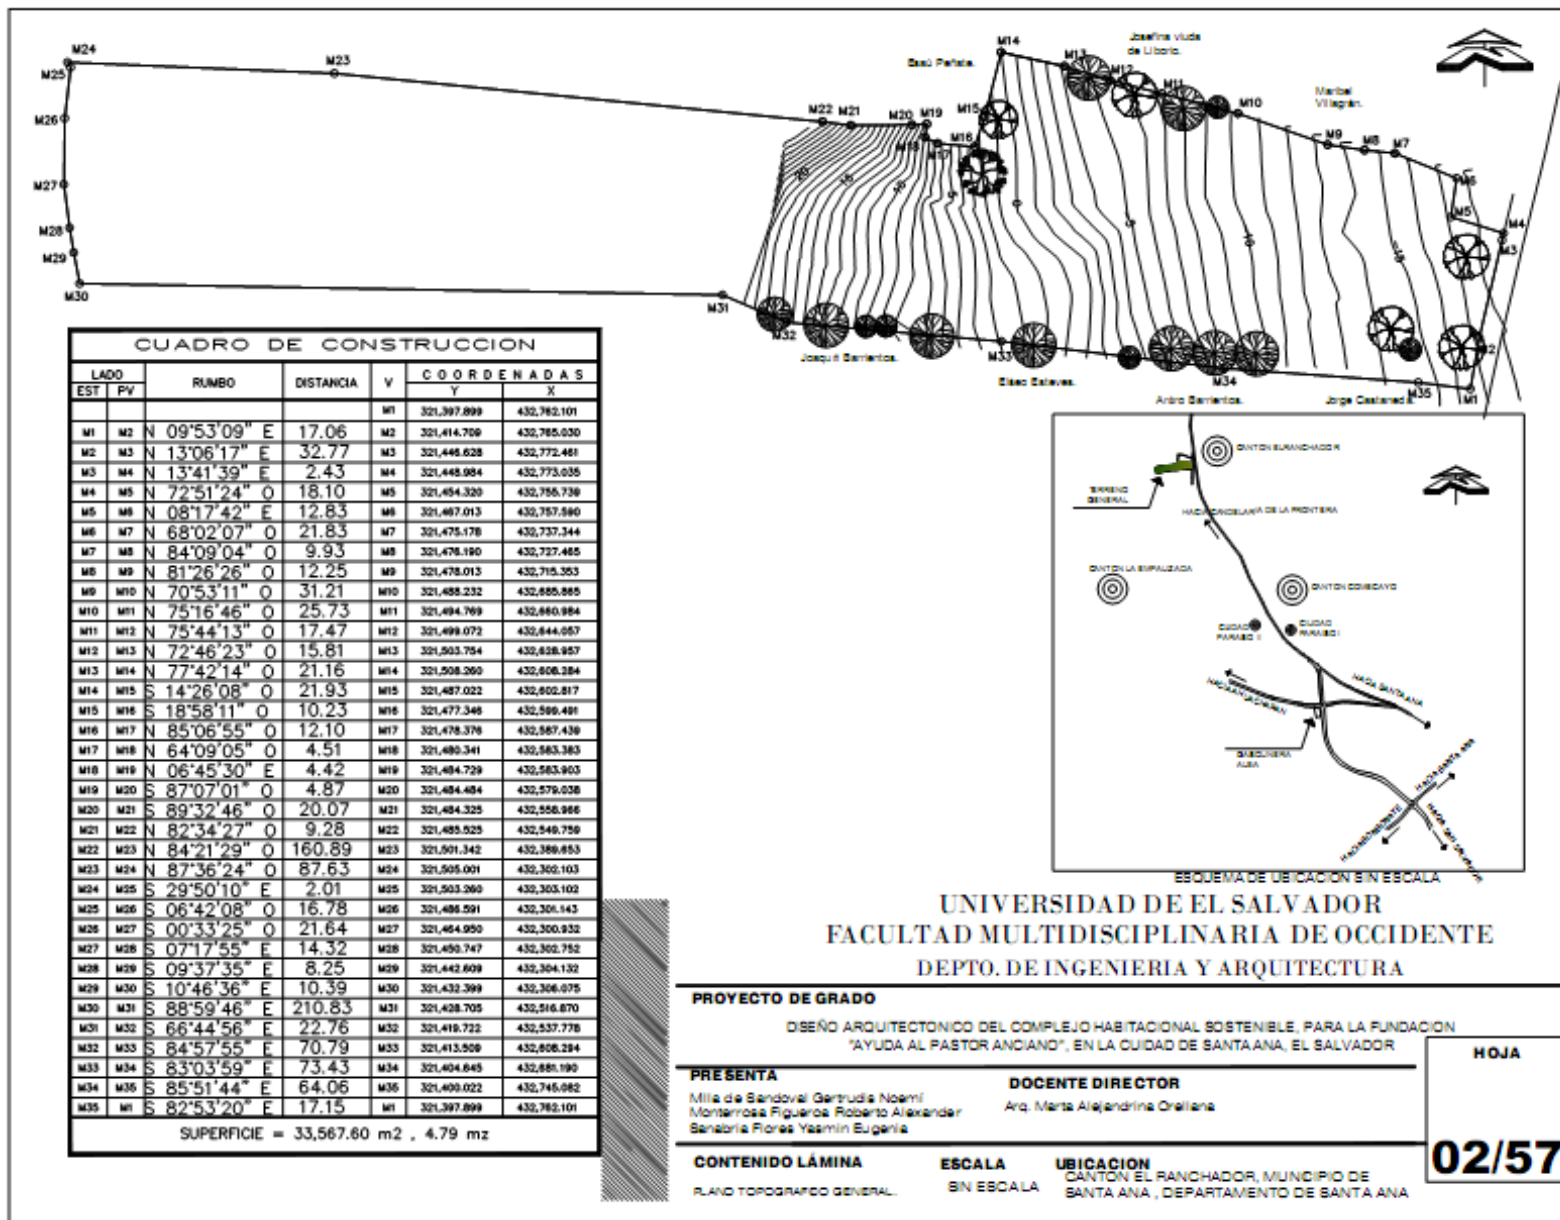 M24
M25
M23
M26
M27
M28
M29
M30
M22
M21
M20
M19
M18
M17
M16
M15
M14
M13
M12
M11
M10
M9
M8
M7
M6
M5
M4
M3
M1
M31
M32
M33
M34
M35
20
15
10
5
0
5
10
15
Esaú Peñate.
Josefina viuda
de Liborio.
Maribel
Villagrán.
Joaquín Barrientos.
Eliseo Esteves.
Arbro Barrientos.
Jorge Castaneda.
CUADRO DE CONSTRUCCION
LADO RUMBO DISTANCIA V COORDENADAS
EST PV Y X
M1 321,397.899 432,762.101
M1 M2 N 09°53'09" E 17.06 M2 321,414.709 432,765.030
M2 M3 N 13°06'17" E 32.77 M3 321,446.628 432,772.461
M3 M4 N 13°41'39" E 2.43 M4 321,448.984 432,773.035
M4 M5 N 72°51'24" O 18.10 M5 321,454.320 432,755.739
M5 M6 N 08°17'42" E 12.83 M6 321,467.013 432,757.590
M6 M7 N 68°02'07" O 21.83 M7 321,475.178 432,737.344
M7 M8 N 84°09'04" O 9.93 M8 321,476.190 432,727.465
M8 M9 N 81°26'26" O 12.25 M9 321,478.013 432,715.353
M9 M10 N 70°53'11" O 31.21 M10 321,488.232 432,685.865
M10 M11 N 75°16'46" O 25.73 M11 321,494.769 432,660.984
M11 M12 N 75°44'13" O 17.47 M12 321,499.072 432,644.057
M12 M13 N 72°46'23" O 15.81 M13 321,503.754 432,628.957
M13 M14 N 77°42'14" O 21.16 M14 321,508.260 432,608.284
M14 M15 S 14°26'08" O 21.93 M15 321,487.022 432,602.817
M15 M16 S 18°58'11" O 10.23 M16 321,477.346 432,599.491
M16 M17 N 85°06'55" O 12.10 M17 321,478.376 432,587.439
M17 M18 N 64°09'05" O 4.51 M18 321,480.341 432,583.383
M18 M19 N 06°45'30" E 4.42 M19 321,484.729 432,583.903
M19 M20 S 87°07'01" O 4.87 M20 321,484.484 432,579.038
M20 M21 S 89°32'46" O 20.07 M21 321,484.325 432,558.966
M21 M22 N 82°34'27" O 9.28 M22 321,485.525 432,549.759
M22 M23 N 84°21'29" O 160.89 M23 321,501.342 432,389.653
M23 M24 N 87°36'24" O 87.63 M24 321,505.001 432,302.103
M24 M25 S 29°50'10" E 2.01 M25 321,503.260 432,303.102
M25 M26 S 06°42'08" O 16.78 M26 321,486.591 432,301.143
M26 M27 S 00°33'25" O 21.64 M27 321,464.950 432,300.932
M27 M28 S 07°17'55" E 14.32 M28 321,450.747 432,302.752
M28 M29 S 09°37'35" E 8.25 M29 321,442.609 432,304.132
M29 M30 S 10°46'36" E 10.39 M30 321,432.399 432,306.075
M30 M31 S 88°59'46" E 210.83 M31 321,428.705 432,516.870
M31 M32 S 66°44'56" E 22.76 M32 321,419.722 432,537.778
M32 M33 S 84°57'55" E 70.79 M33 321,413.509 432,608.294
M33 M34 S 83°03'59" E 73.43 M34 321,404.645 432,681.190
M34 M35 S 85°51'44" E 64.06 M35 321,400.022 432,745.082
M35 M1 S 82°53'20" E 17.15 M1 321,397.899 432,762.101
SUPERFICIE = 33,567.60 m2 , 4.79 mz
CANTON EL RANCHADOR
TERRENO
GENERAL
HACIA CANDELARIA DE LA FRONTERA
CANTON LA EMPALIZADA
CANTON COMECAYO
CIUDAD
PARAISO II
CIUDAD
PARAISO I
HACIA AHUACHAPAN
HACIA SANTA ANA
GASOLINERA
ALBA
HACIA SANTA ANA
HACIA SONSONATE
HACIA SAN SALVADOR
ESQUEMA DE UBICACION SIN ESCALA
UNIVERSIDAD DE EL SALVADOR
FACULTAD MULTIDISCIPLINARIA DE OCCIDENTE
DEPTO. DE INGENIERIA Y ARQUITECTURA
PROYECTO DE GRADO
DISEÑO ARQUITECTONICO DEL COMPLEJO HABITACIONAL SOSTENIBLE, PARA LA FUNDACION
"AYUDA AL PASTOR ANCIANO", EN LA CUIDAD DE SANTA ANA, EL SALVADOR
PRESENTA
Milla de Sandoval Gertrudis Noemí
Monterrosa Figueroa Roberto Alexander
Sanabria Flores Yasmin Eugenia
DOCENTE DIRECTOR
Arq. Marta Alejandrina Orellana
HOJA
02/57
CONTENIDO LÁMINA
PLANO TOPOGRAFICO GENERAL.
ESCALA
SIN ESCALA
UBICACION
CANTON EL RANCHADOR, MUNCIPIO DE
SANTA ANA , DEPARTAMENTO DE SANTA ANA